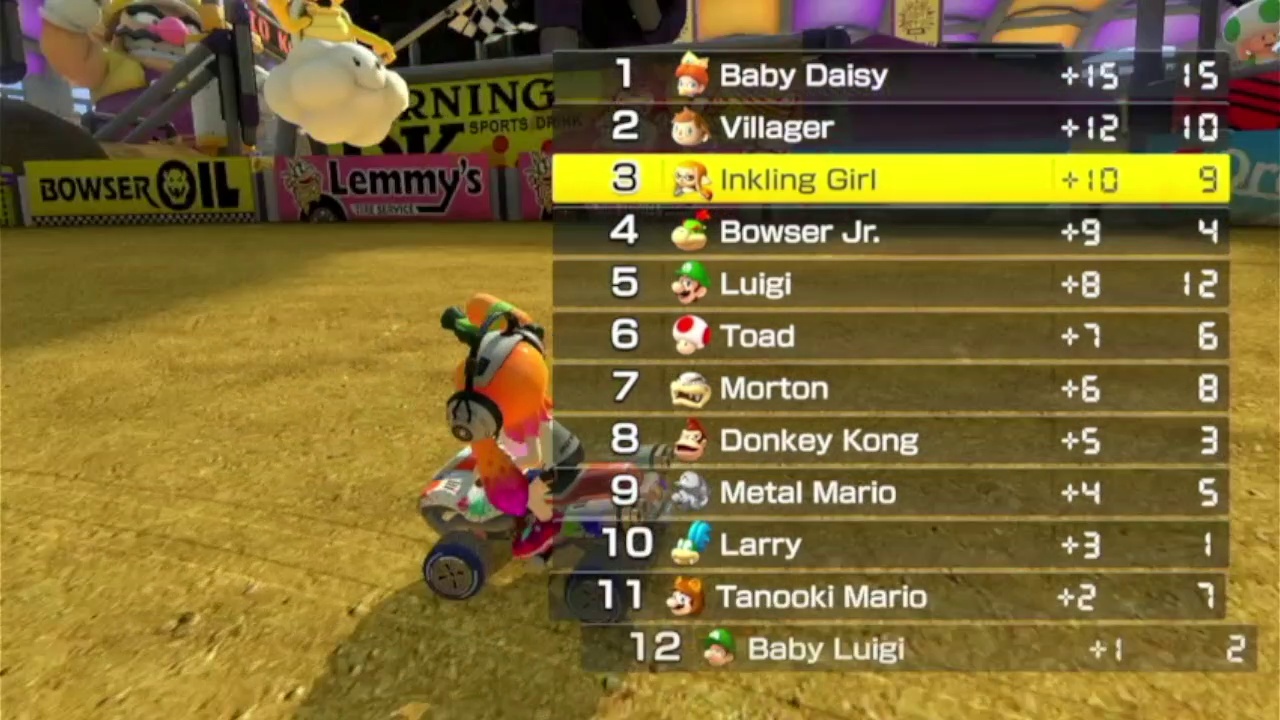 RNING
SPORTS DRINK
BOWSER OIL
Lemmy's
TIRE SERVICE
1 Baby Daisy +15 15
2 Villager +12 10
3 Inkling Girl +10 9
4 Bowser Jr. +9 4
5 Luigi +8 12
6 Toad +7 6
7 Morton +6 8
8 Donkey Kong +5 3
9 Metal Mario +4 5
10 Larry +3 1
11 Tanooki Mario +2 7
12 Baby Luigi +1 2